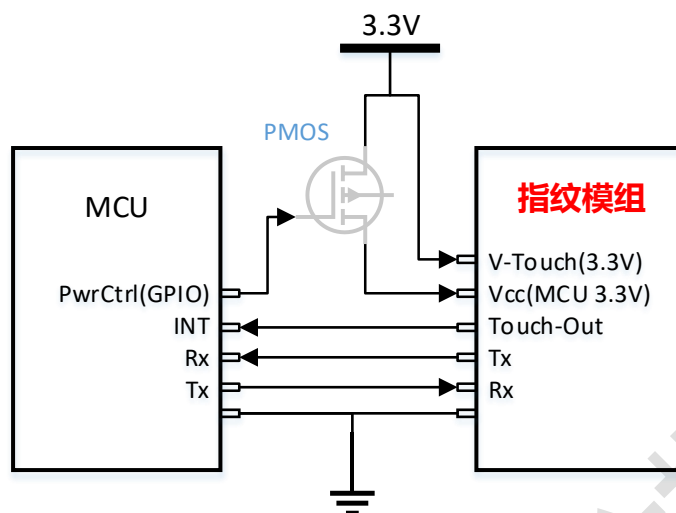 3.3V
PMOS
MCU
指纹模组
V-Touch(3.3V)
PwrCtrl(GPIO)
Vcc(MCU 3.3V)
INT
Touch-Out
Rx
Tx
Tx
Rx